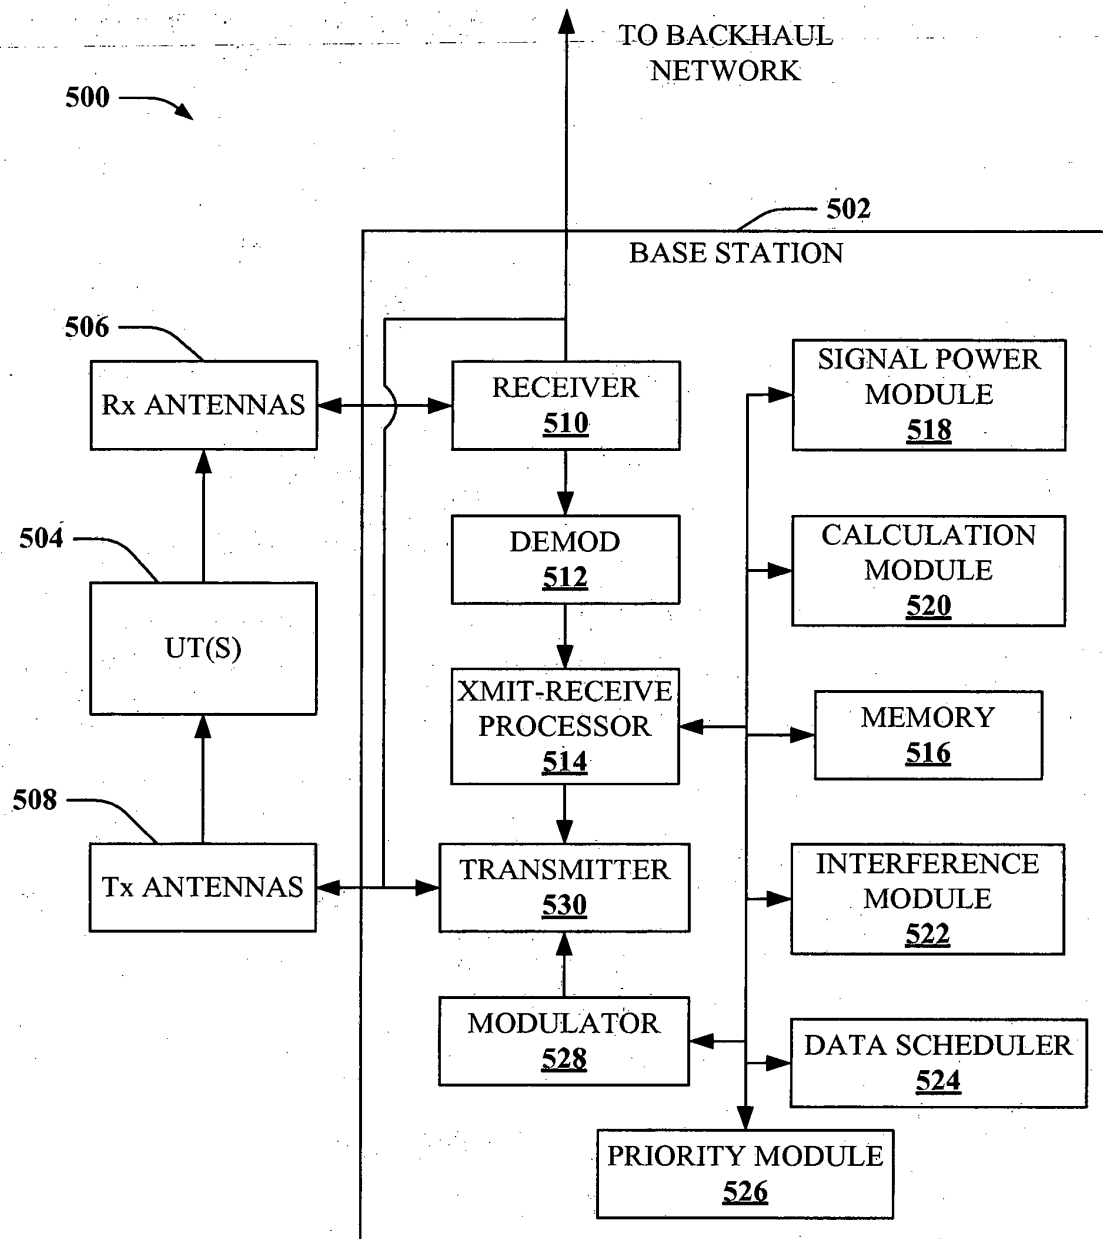 TO BACKHAUL
NETWORK
500
502
BASE STATION
506
Rx ANTENNAS
RECEIVER
510
SIGNAL POWER
MODULE
518
504
UT(S)
DEMOD
512
CALCULATION
MODULE
520
XMIT-RECEIVE
PROCESSOR
514
MEMORY
516
508
Tx ANTENNAS
TRANSMITTER
530
INTERFERENCE
MODULE
522
MODULATOR
528
DATA SCHEDULER
524
PRIORITY MODULE
526